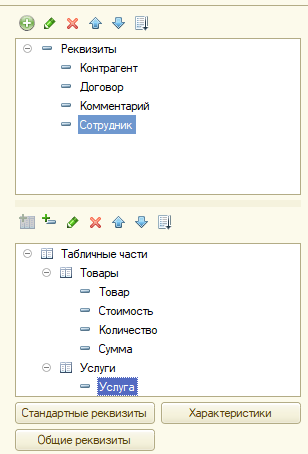 Реквизиты
Контрагент
Договор
Комментарий
Сотрудник
Табличные части
Товары
Товар
Стоимость
Количество
Сумма
Услуги
Услуга
Стандартные реквизиты
Характеристики
Общие реквизиты